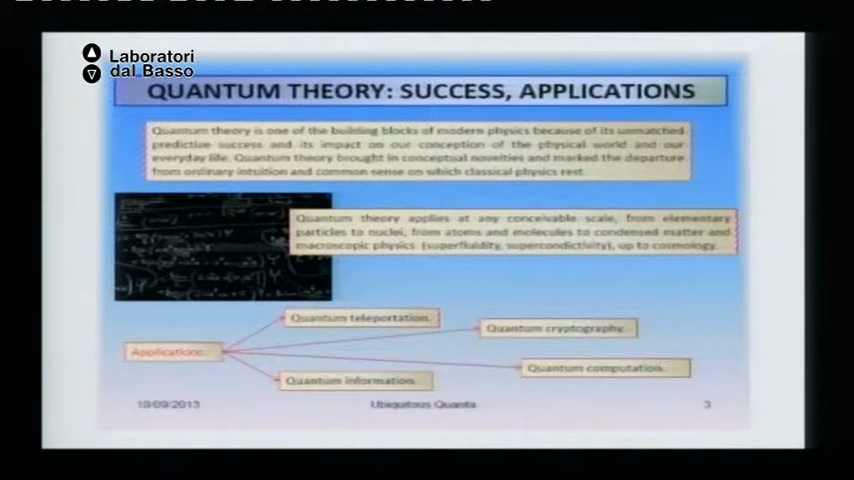 Laboratori
dal Basso
QUANTUM THEORY: SUCCESS, APPLICATIONS
Quantum theory is one of the building blocks of modern physics because of its unmatched
predictive success and its impact on our conception of the physical world and our
everyday life. Quantum theory brought in conceptual novelties and marked the departure
from ordinary intuition and common sense on which classical physics rest.
Quantum theory applies at any conceivable scale, from elementary
particles to nuclei, from atoms and molecules to condensed matter and
macroscopic physics (superfluidity, supercondictivity), up to cosmology.
Quantum teleportation.
Quantum cryptography.
Applications.
Quantum computation.
Quantum information.
10/09/2013
Ubiquitous Quanta
3